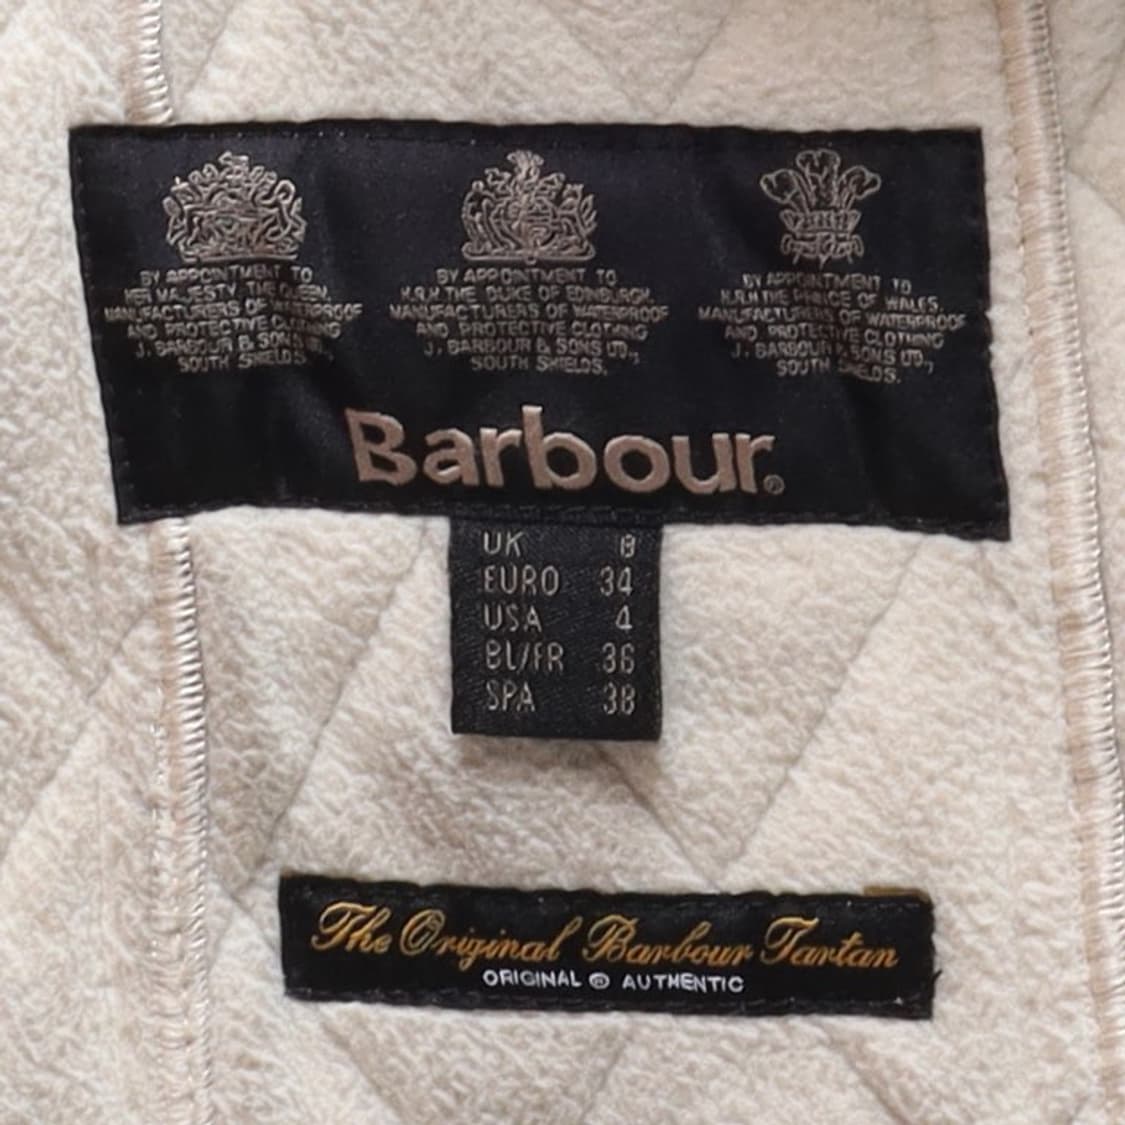 BY APPOINTMENT TO
HER MAJESTY THE QUEEN,
MANUFACTURERS OF WATERPROOF
AND PROTECTIVE CLOTHING
J. BARBOUR & SONS LTD.,
SOUTH SHIELDS.
BY APPOINTMENT TO
H.R.H. THE DUKE OF EDINBURGH,
MANUFACTURERS OF WATERPROOF
AND PROTECTIVE CLOTHING
J. BARBOUR & SONS LTD.,
SOUTH SHIELDS.
BY APPOINTMENT TO
H.R.H. THE PRINCE OF WALES,
MANUFACTURERS OF WATERPROOF
AND PROTECTIVE CLOTHING
J. BARBOUR & SONS LTD.,
SOUTH SHIELDS.
Barbour®
UK 8
EURO 34
USA 4
BL/FR 36
SPA 38
The Original Barbour Tartan
ORIGINAL ® AUTHENTIC